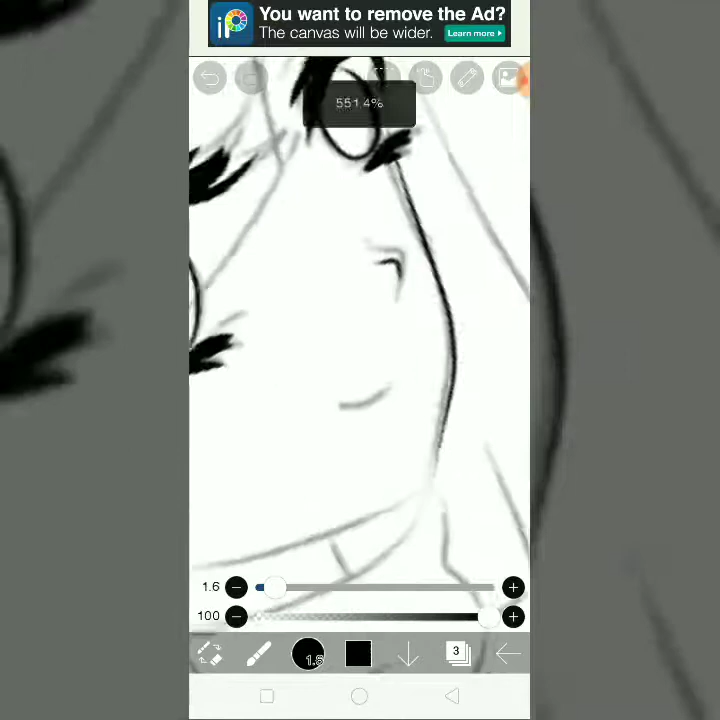 You want to remove the Ad?
The canvas will be wider.
Learn more
iP
551.4%
1.6
100
1.6
3